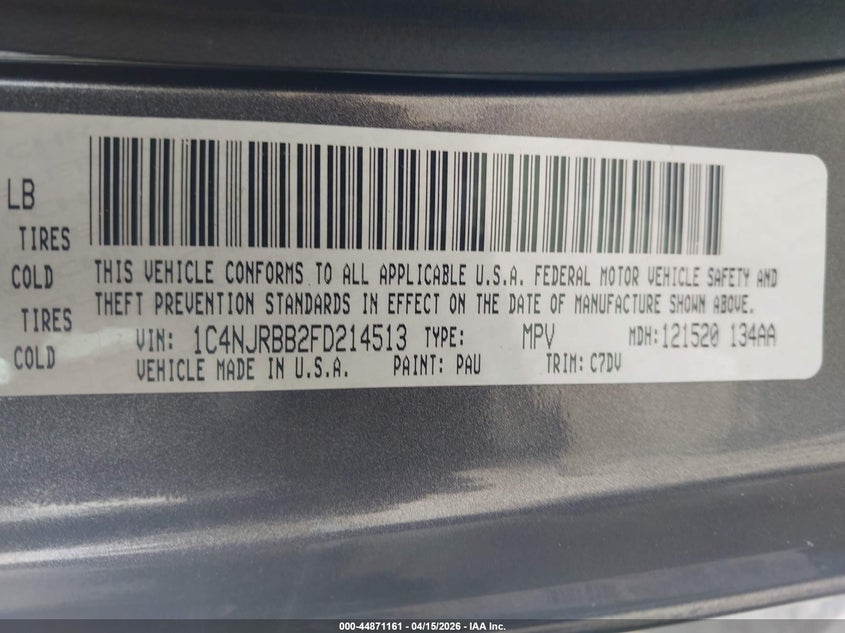 LB
TIRES
COLD
TIRES
COLD
THIS VEHICLE CONFORMS TO ALL APPLICABLE U.S.A. FEDERAL MOTOR VEHICLE SAFETY AND
THEFT PREVENTION STANDARDS IN EFFECT ON THE DATE OF MANUFACTURE SHOWN ABOVE.
VIN: 1C4NJRBB2FD214513 TYPE: MPV MDH: 121520 134AA
VEHICLE MADE IN U.S.A. PAINT: PAU TRIM: C7DV
000-44871161 - 04/15/2026 - IAA Inc.